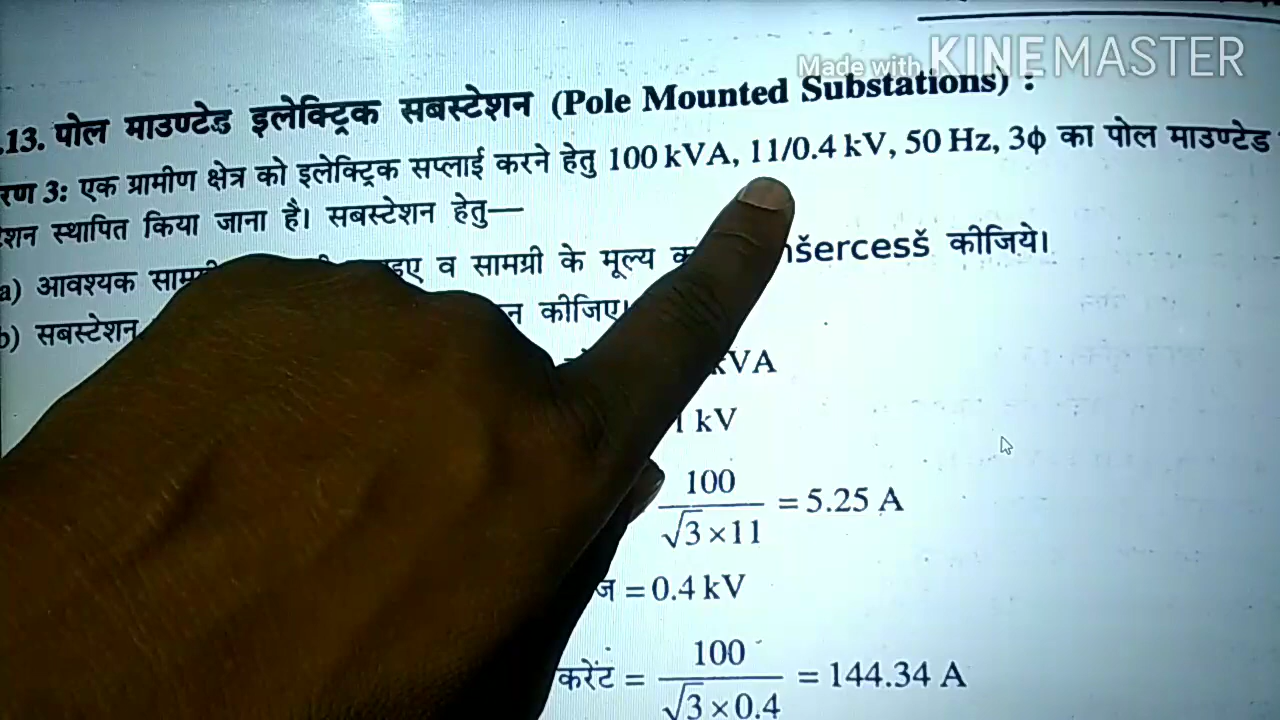 Made with KINEMASTER
.13. पोल माउण्टेड इलेक्ट्रिक सबस्टेशन (Pole Mounted Substations) :
रण 3: एक ग्रामीण क्षेत्र को इलेक्ट्रिक सप्लाई करने हेतु 100 kVA, 11/0.4 kV, 50 Hz, 3ϕ का पोल माउण्टेड
शन स्थापित किया जाना है। सबस्टेशन हेतु—
a) आवश्यक व सामग्री के मूल्य šercesš कीजिये।
b) सबस्टेशन कीजिए।
kVA
kV
100 / √3×11 = 5.25 A
= 0.4 kV
करेंट = 100 / √3×0.4 = 144.34 A